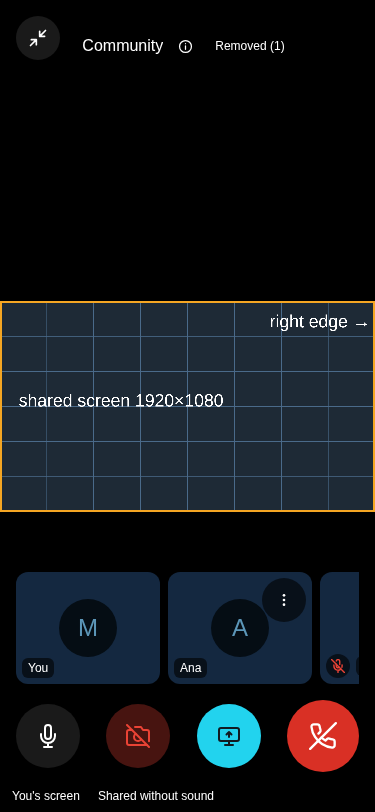 Community
Removed (1)
right edge →
shared screen 1920×1080
M
A
You
Ana
You's screen
Shared without sound